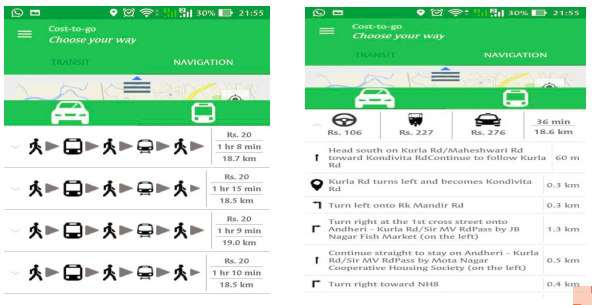 30% 21:55
Cost-to-go
Choose your way
TRANSIT NAVIGATION
Rs. 20
1 hr 8 min
18.7 km
Rs. 20
1 hr 15 min
18.5 km
Rs. 20
1 hr 9 min
19.0 km
Rs. 20
1 hr 10 min
18.5 km
30% 21:55
Cost-to-go
Choose your way
TRANSIT NAVIGATION
Rs. 106 Rs. 227 Rs. 276 36 min
18.6 km
Head south on Kurla Rd/Maheshwari Rd
toward Kondivita RdContinue to follow Kurla
Rd
60 m
Kurla Rd turns left and becomes Kondivita
Rd
0.3 km
Turn left onto Rk Mandir Rd 0.3 km
Turn right at the 1st cross street onto
Andheri - Kurla Rd/Sir MV RdPass by JB
Nagar Fish Market (on the left)
1.3 km
Continue straight to stay on Andheri - Kurla
Rd/Sir MV RdPass by Mota Nagar
Cooperative Housing Society (on the left)
0.5 km
Turn right toward NH8 0.4 km